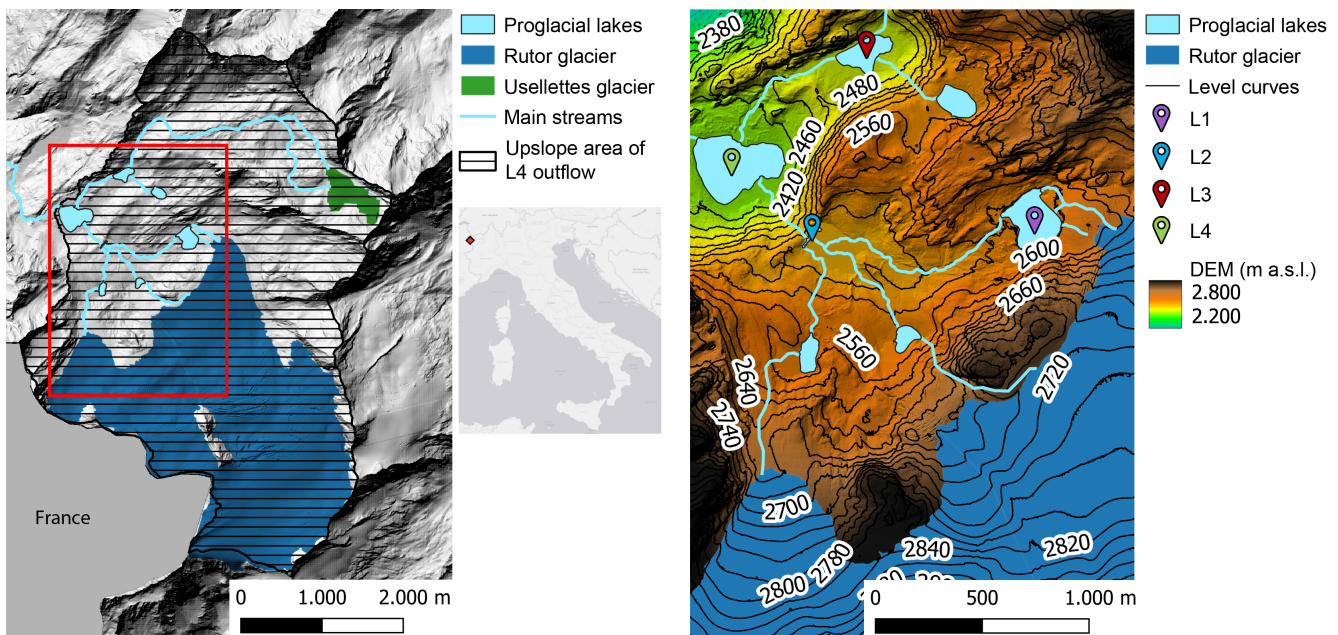 France
0 1.000 2.000 m
Proglacial lakes
Rutor glacier
Usellettes glacier
Main streams
Upslope area of
L4 outflow
2380
2480
2560
2460
2420
2600
2660
2560
2640
2740
2720
2700
2780
2800
2840
2820
0 500 1.000 m
Proglacial lakes
Rutor glacier
Level curves
L1
L2
L3
L4
DEM (m a.s.l.)
2.800
2.200